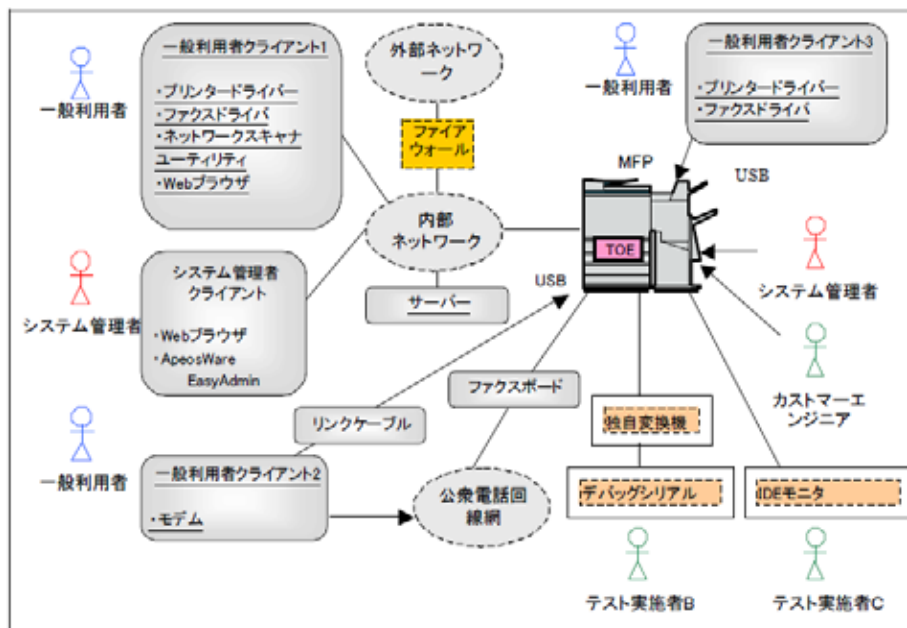 一般利用者
一般利用者クライアント1
・プリンタードライバー
・ファクスドライバ
・ネットワークスキャナ
ユーティリティ
・Webブラウザ
外部ネットワ
ーク
ファイア
ウォール
一般利用者
一般利用者クライアント3
・プリンタードライバー
・ファクスドライバ
MFP
USB
TOE
内部
ネットワーク
サーバー
システム管理者
システム管理者
クライアント
・Webブラウザ
・ApeosWare
EasyAdmin
USB
システム管理者
カストマーエ
ンジニア
リンクケーブル
ファクスボード
一般利用者
一般利用者クライアント2
・モデム
公衆電話回
線網
独自変換機
デバッグシリアル
IDEモニタ
テスト実施者B
テスト実施者C